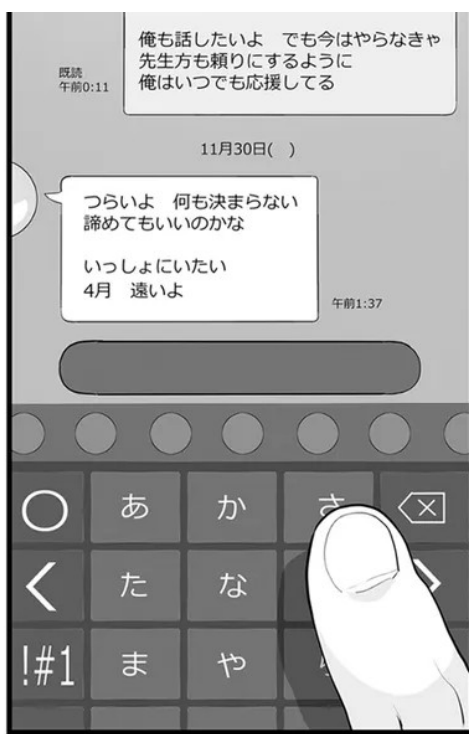 俺も話したいよ　でも今はやらなきゃ
先生方も頼りにするように
俺はいつでも応援してる
既読
午前0:11
11月30日(　)
つらいよ　何も決まらない
諦めてもいいのかな
いっしょにいたい
4月　遠いよ
午前1:37
あ か さ
た な
!#1 ま や